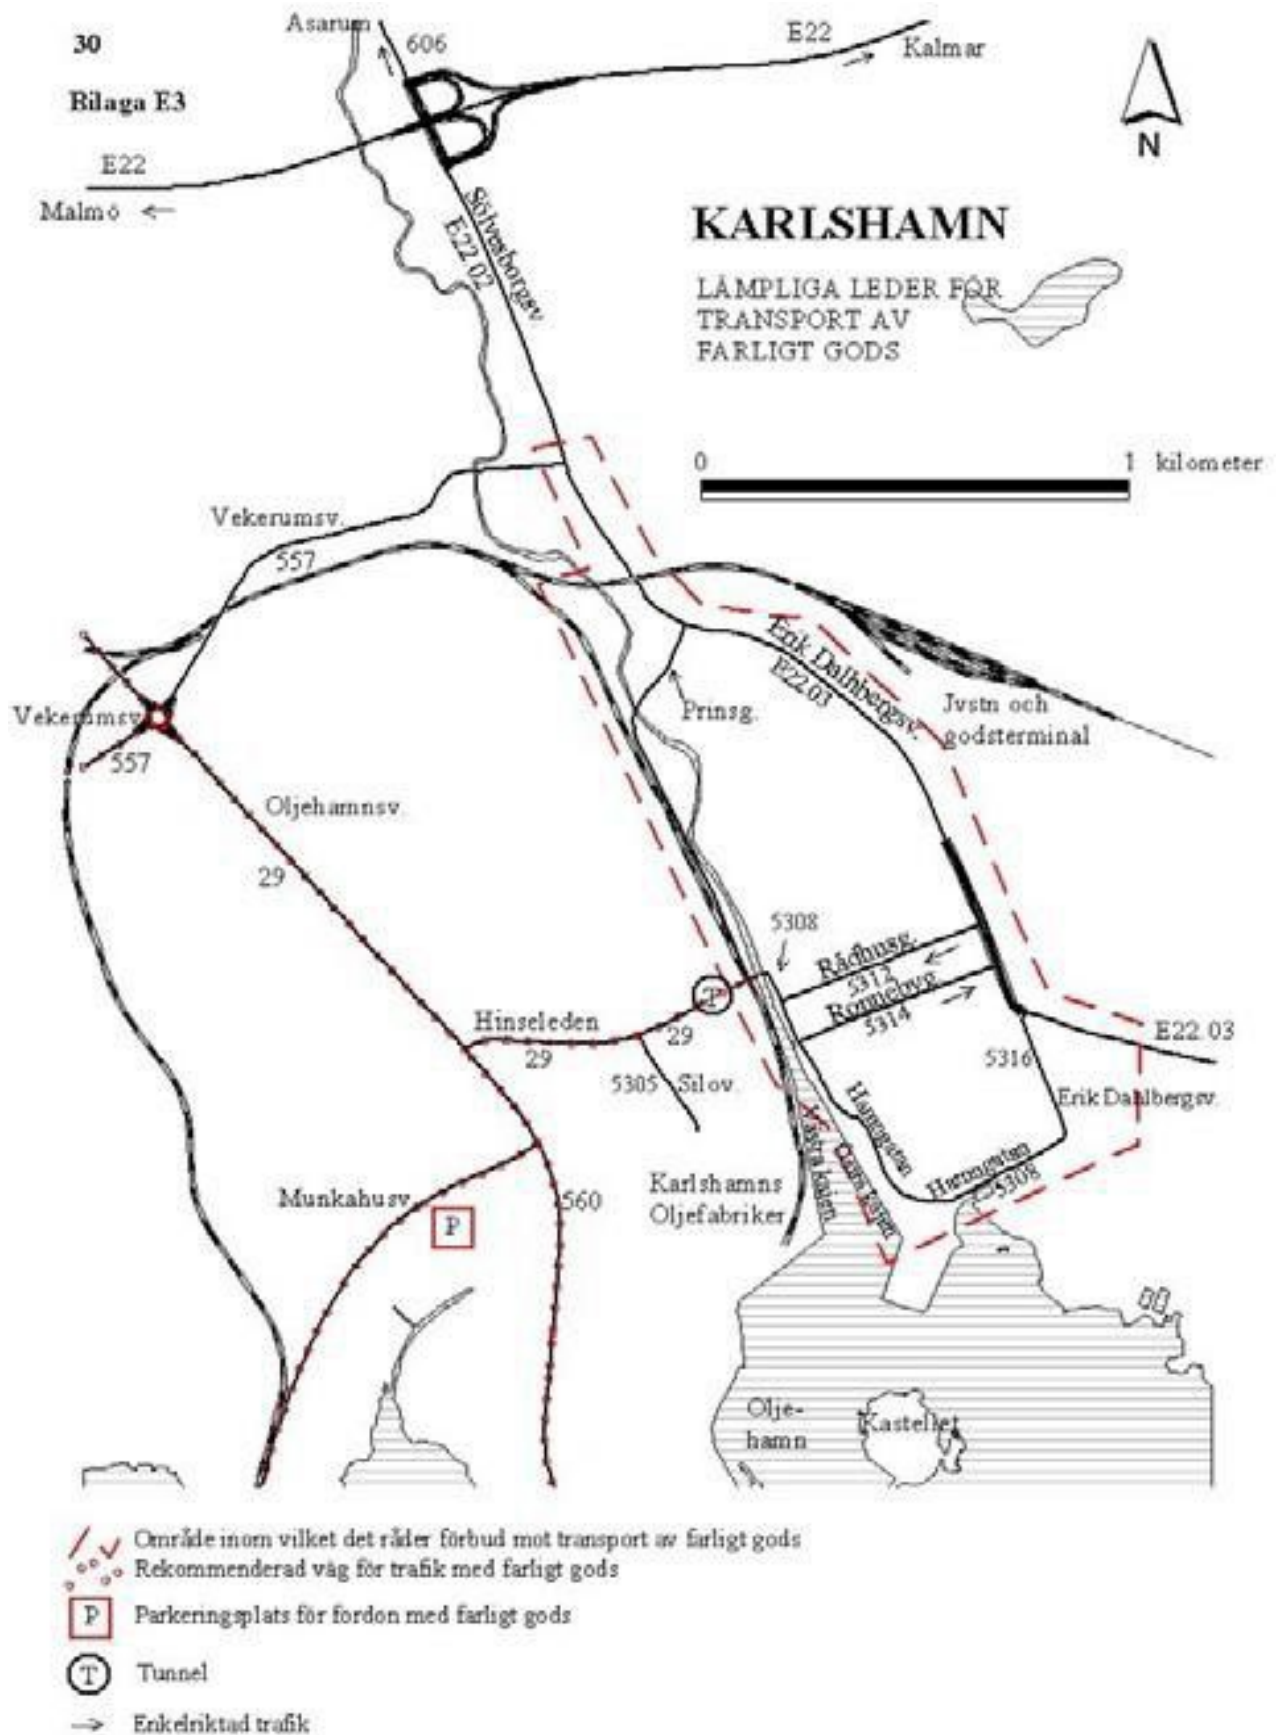 30
Bilaga E3
Asarum
606
E22
Kalmar
N
E22
Malmö
Sölvesborgsv.
E22.02
KARLSHAMN
LÄMPLIGA LEDER FÖR
TRANSPORT AV
FARLIGT GODS
0
1 kilometer
Vekerumsv.
557
Erik Dalhbergsv.
E22.03
Prinsg.
Jvstn och
godsterminal
Vekerumsv
557
Oljehamnsv.
29
5308
Rådhusg.
5312
Ronnebyg.
5314
T
Hinseleden
29
29
5305
Silov.
E22.03
5316
Erik Dahlbergsv.
Hamngatan
Hamngatan
5308
Västra kajen
Östra kajen
Karlshamns
Oljefabriker
Munkahusv
P
560
Olje-
hamn
Kastellet
Område inom vilket det råder förbud mot transport av farligt gods
Rekommenderad väg för trafik med farligt gods
P Parkeringsplats för fordon med farligt gods
T Tunnel
Enkelriktad trafik